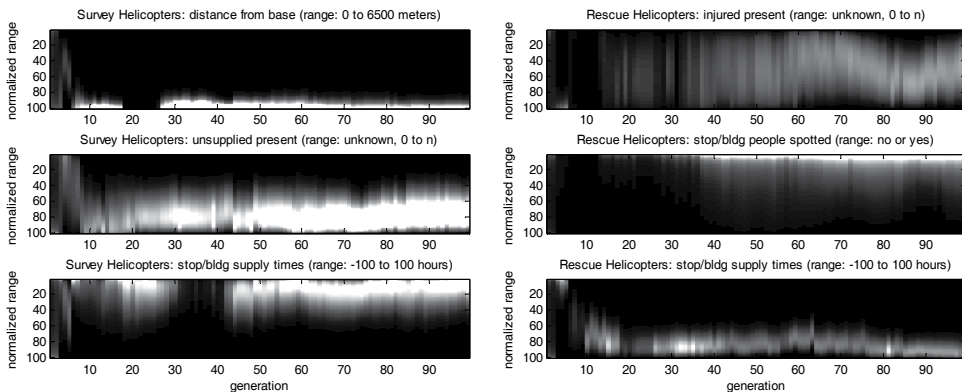 Survey Helicopters: distance from base (range: 0 to 6500 meters)
normalized range
20
40
60
80
100
10 20 30 40 50 60 70 80 90
Survey Helicopters: unsupplied present (range: unknown, 0 to n)
normalized range
20
40
60
80
100
10 20 30 40 50 60 70 80 90
Survey Helicopters: stop/bldg supply times (range: -100 to 100 hours)
normalized range
20
40
60
80
100
10 20 30 40 50 60 70 80 90
generation
Rescue Helicopters: injured present (range: unknown, 0 to n)
normalized range
20
40
60
80
100
10 20 30 40 50 60 70 80 90
Rescue Helicopters: stop/bldg people spotted (range: no or yes)
normalized range
20
40
60
80
100
10 20 30 40 50 60 70 80 90
Rescue Helicopters: stop/bldg supply times (range: -100 to 100 hours)
normalized range
20
40
60
80
100
10 20 30 40 50 60 70 80 90
generation